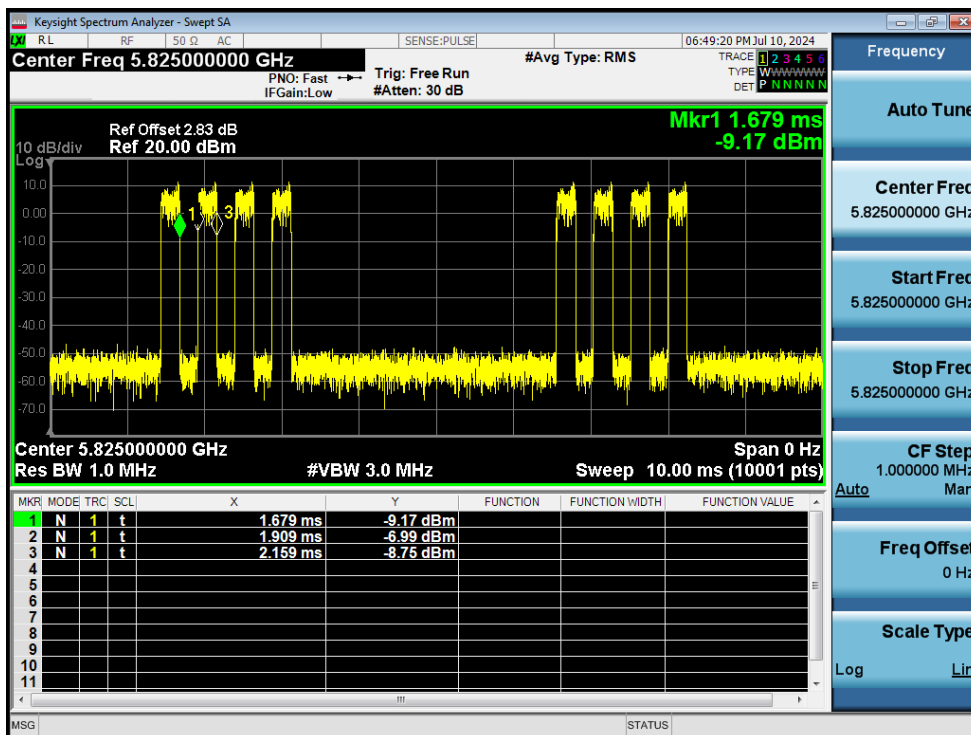 Keysight Spectrum Analyzer - Swept SA
LXI RL RF 50 Ω AC SENSE:PULSE 06:49:20 PM Jul 10, 2024
Center Freq 5.825000000 GHz
#Avg Type: RMS
TRACE 1 2 3 4 5 6
PNO: Fast Trig: Free Run
TYPE WWWWWW
IFGain:Low #Atten: 30 dB
DET P N N N N N
Mkr1 1.679 ms
-9.17 dBm
Ref Offset 2.83 dB
10 dB/div Ref 20.00 dBm
Log
10.0
0.00
-10.0
-20.0
-30.0
-40.0
-50.0
-60.0
-70.0
1 3
Center 5.825000000 GHz Span 0 Hz
Res BW 1.0 MHz #VBW 3.0 MHz Sweep 10.00 ms (10001 pts)
MKR MODE TRC SCL X Y FUNCTION FUNCTION WIDTH FUNCTION VALUE
1 N 1 t 1.679 ms -9.17 dBm
2 N 1 t 1.909 ms -6.99 dBm
3 N 1 t 2.159 ms -8.75 dBm
4
5
6
7
8
9
10
11
MSG STATUS
Frequency
Auto Tune
Center Freq
5.825000000 GHz
Start Freq
5.825000000 GHz
Stop Freq
5.825000000 GHz
CF Step
1.000000 MHz
Auto Man
Freq Offset
0 Hz
Scale Type
Log Lin